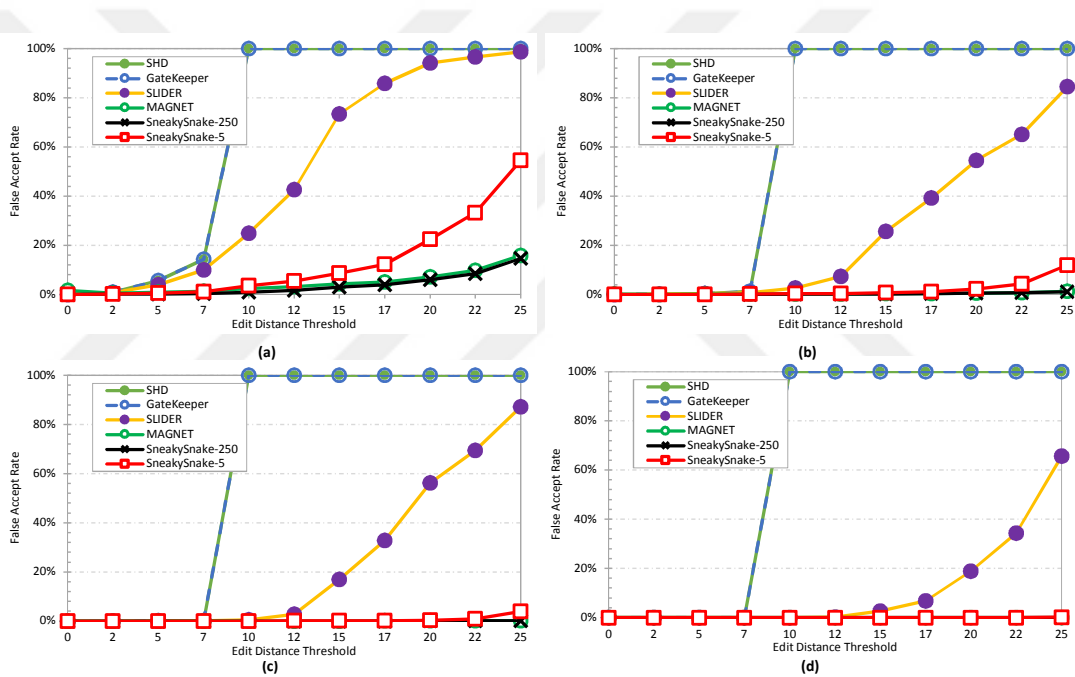 100%
80%
60%
40%
20%
0%
False Accept Rate
SHD
GateKeeper
SLIDER
MAGNET
SneakySnake-250
SneakySnake-5
0 2 5 7 10 12 15 17 20 22 25
Edit Distance Threshold
(a)
100%
80%
60%
40%
20%
0%
False Accept Rate
SHD
GateKeeper
SLIDER
MAGNET
SneakySnake-250
SneakySnake-5
0 2 5 7 10 12 15 17 20 22 25
Edit Distance Threshold
(b)
100%
80%
60%
40%
20%
0%
False Accept Rate
SHD
GateKeeper
SLIDER
MAGNET
SneakySnake-250
SneakySnake-5
0 2 5 7 10 12 15 17 20 22 25
Edit Distance Threshold
(c)
100%
80%
60%
40%
20%
0%
False Accept Rate
SHD
GateKeeper
SLIDER
MAGNET
SneakySnake-250
SneakySnake-5
0 2 5 7 10 12 15 17 20 22 25
Edit Distance Threshold
(d)